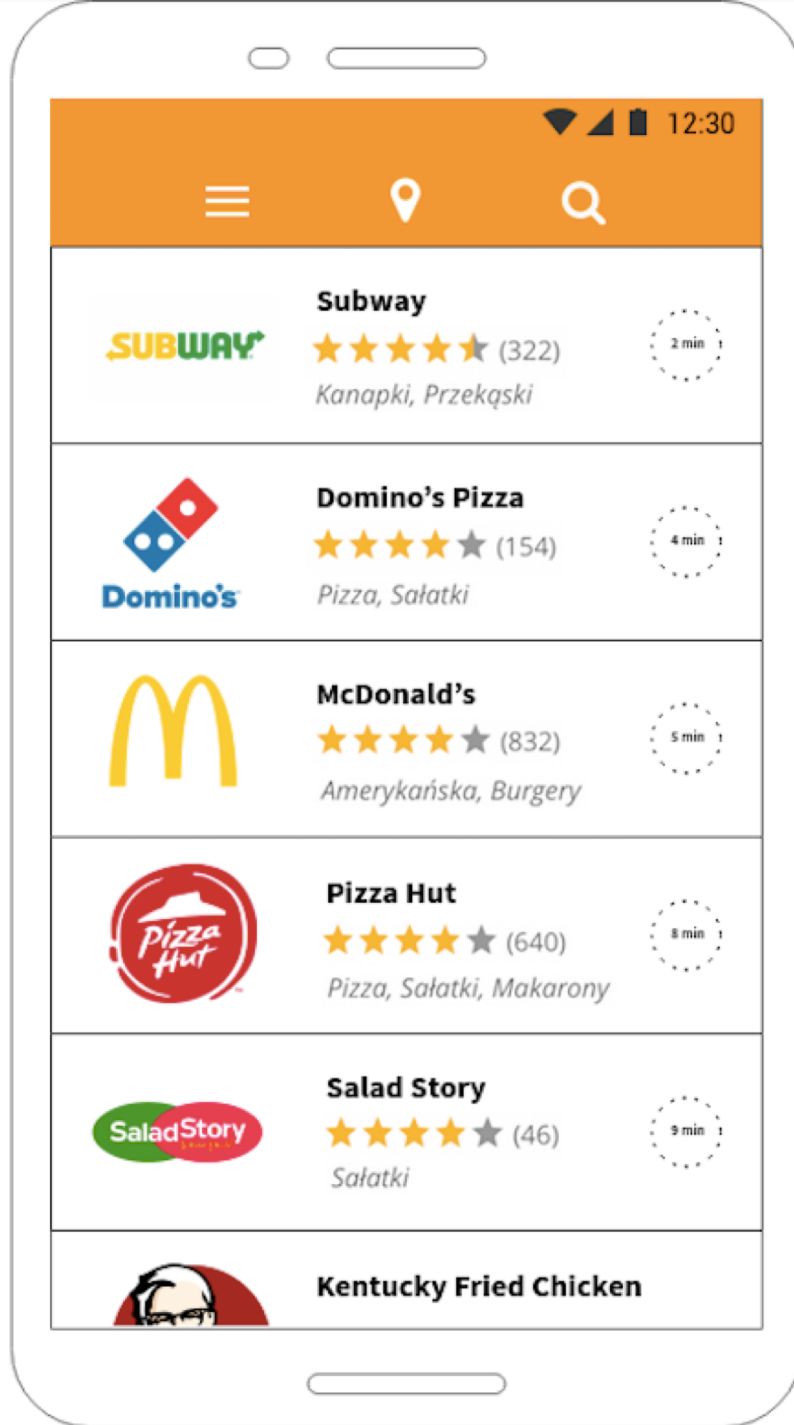 12:30
SUBWAY
Subway
(322)
Kanapki, Przekąski
2 min
Domino's
Domino’s Pizza
(154)
Pizza, Sałatki
4 min
McDonald’s
(832)
Amerykańska, Burgery
5 min
Pizza
Hut
Pizza Hut
(640)
Pizza, Sałatki, Makarony
8 min
SaladStory
Salad Story
(46)
Sałatki
9 min
Kentucky Fried Chicken